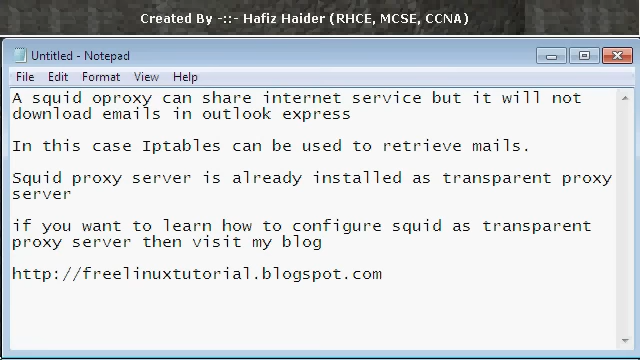 Created By -::- Hafiz Haider (RHCE, MCSE, CCNA)
Untitled - Notepad
File Edit Format View Help
A squid oproxy can share internet service but it will not
download emails in outlook express
In this case Iptables can be used to retrieve mails.
Squid proxy server is already installed as transparent proxy
server
if you want to learn how to configure squid as transparent
proxy server then visit my blog
http://freelinuxtutorial.blogspot.com